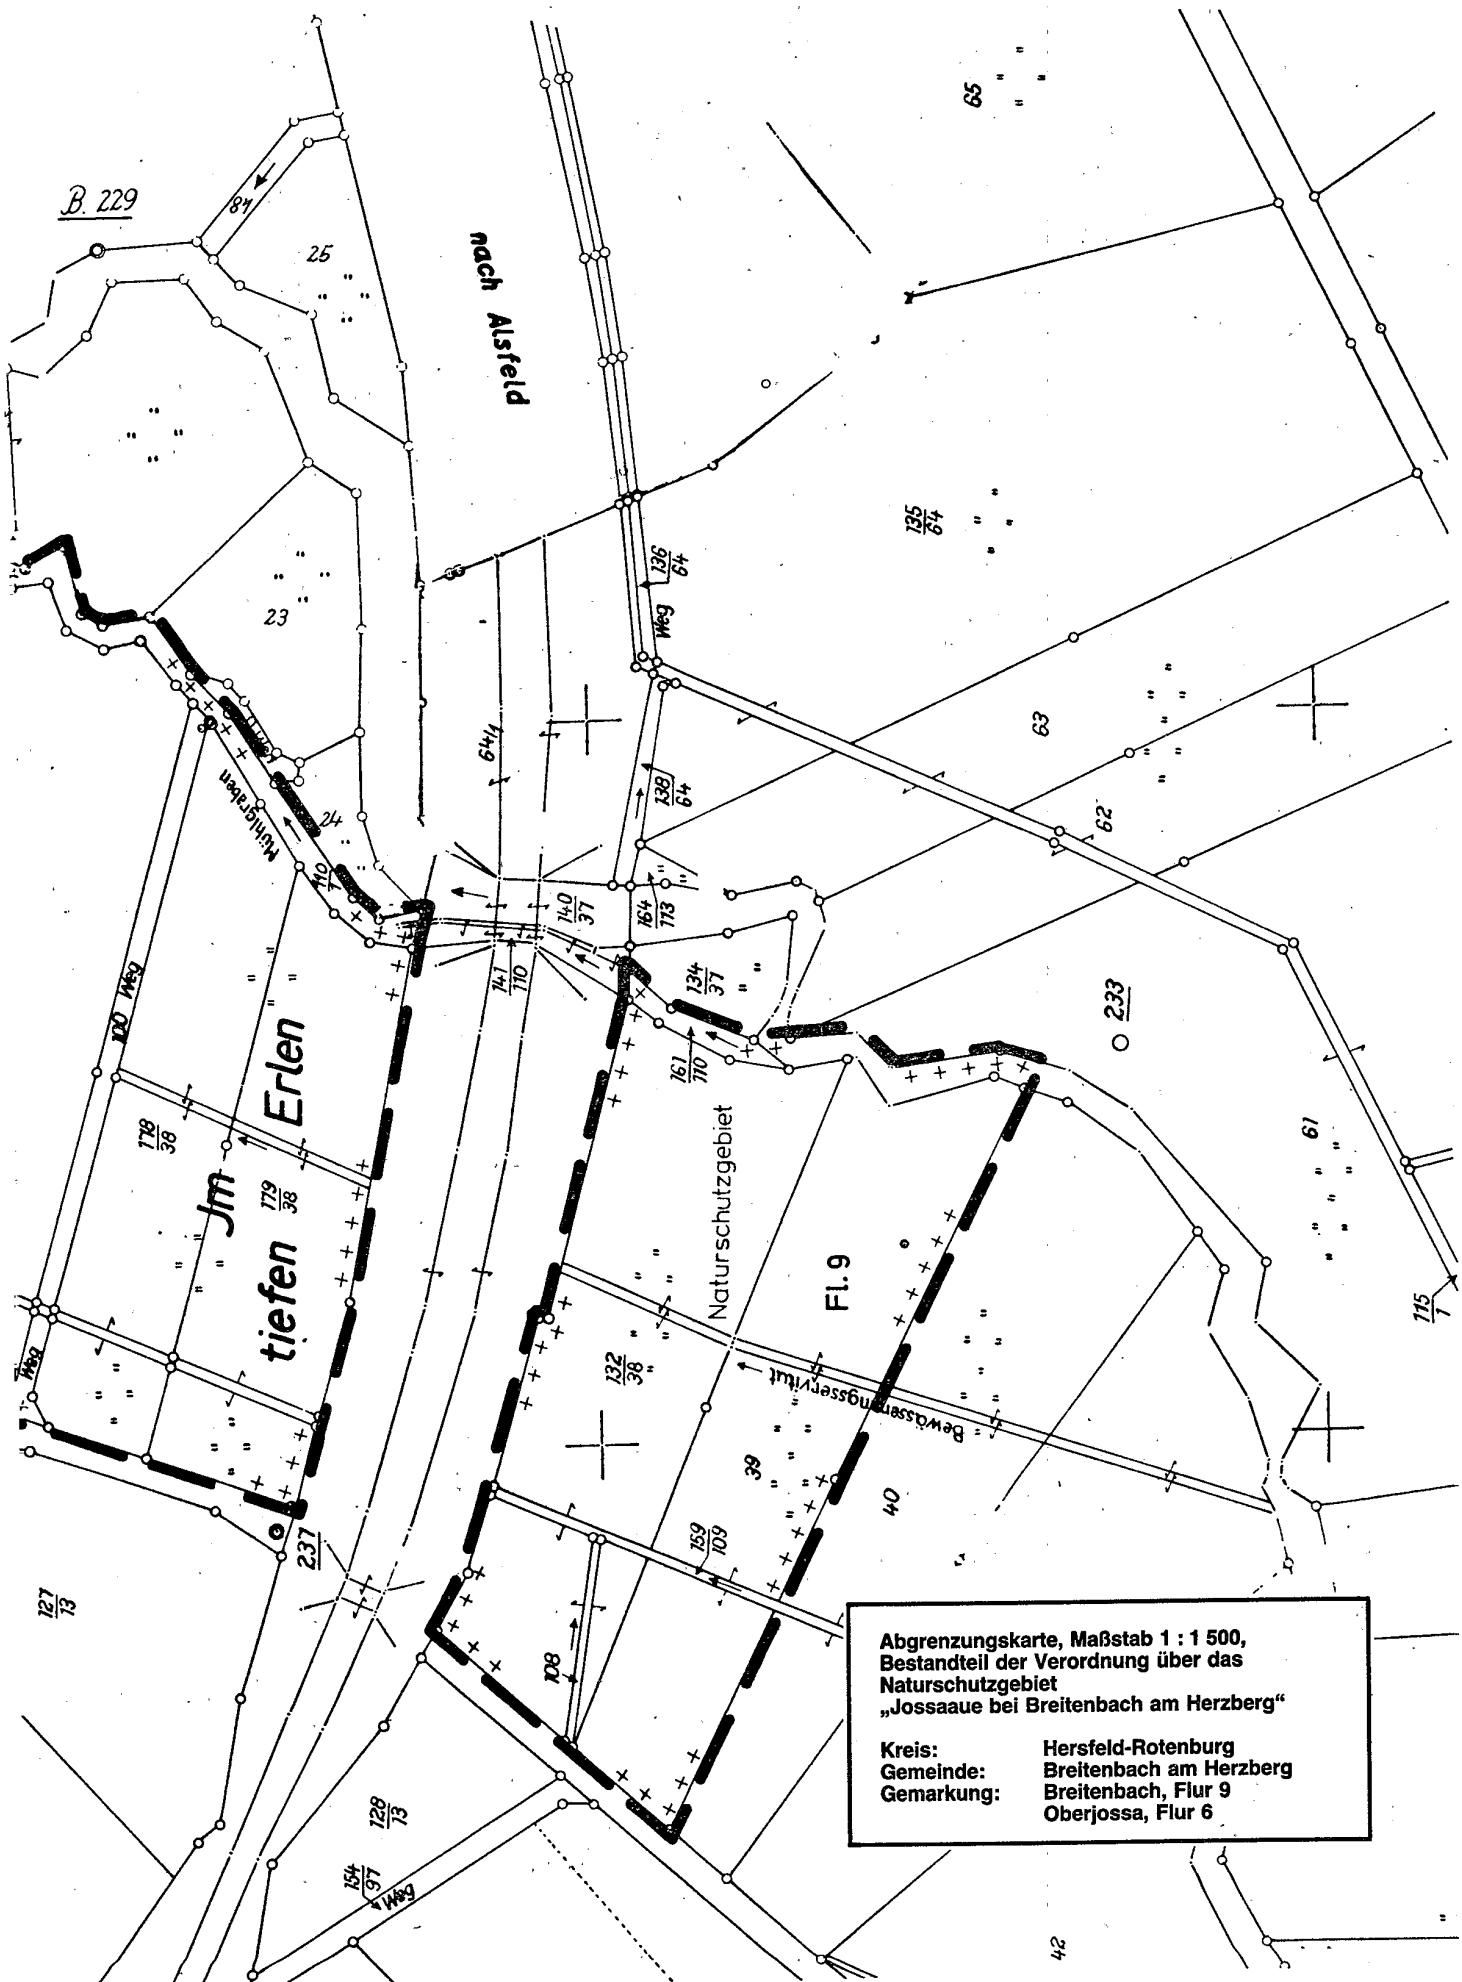 B. 229
84
25
nach Alsfeld
65
135
64
136
64
Weg
23
64/1
138
64
63
62
Mühlgraben
24
110
1
140
37
164
113
141
110
134
37
161
110
233
100 Weg
Jm Erlen
tiefen
178
38
179
38
Naturschutzgebiet
Fl. 9
61
115
1
Weg
132
38
Bewässerungsservitut
39
40
159
109
237
127
13
108
128
13
154
97
Weg
42
Abgrenzungskarte, Maßstab 1 : 1 500,
Bestandteil der Verordnung über das
Naturschutzgebiet
„Jossaaue bei Breitenbach am Herzberg“
Kreis: Hersfeld-Rotenburg
Gemeinde: Breitenbach am Herzberg
Gemarkung: Breitenbach, Flur 9
Oberjossa, Flur 6